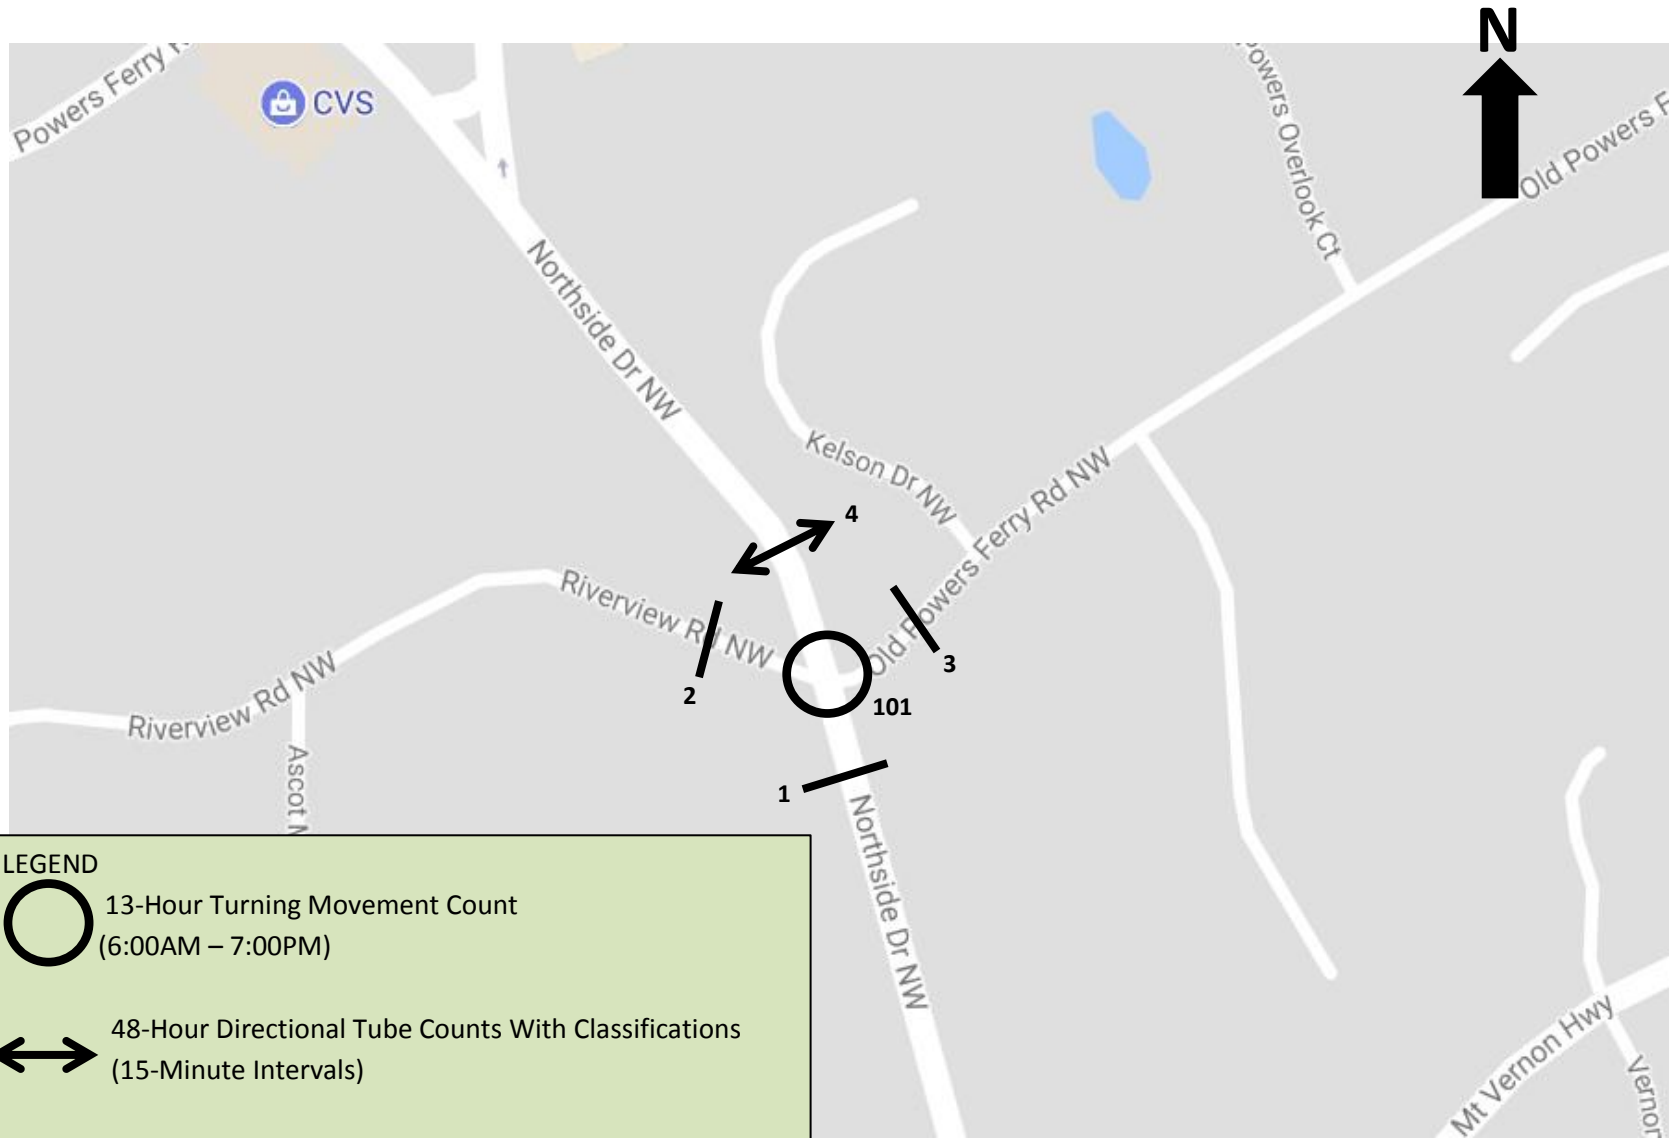 N
Powers Ferry R
CVS
Powers Overlook Ct
Old Powers F
Northside Dr NW
Kelson Dr NW
Old Powers Ferry Rd NW
4
Riverview Rd NW
3
2
101
Riverview Rd NW
Ascot M
1
Northside Dr NW
LEGEND
13-Hour Turning Movement Count
(6:00AM – 7:00PM)
48-Hour Directional Tube Counts With Classifications
(15-Minute Intervals)
Mt Vernon Hwy
Vernon